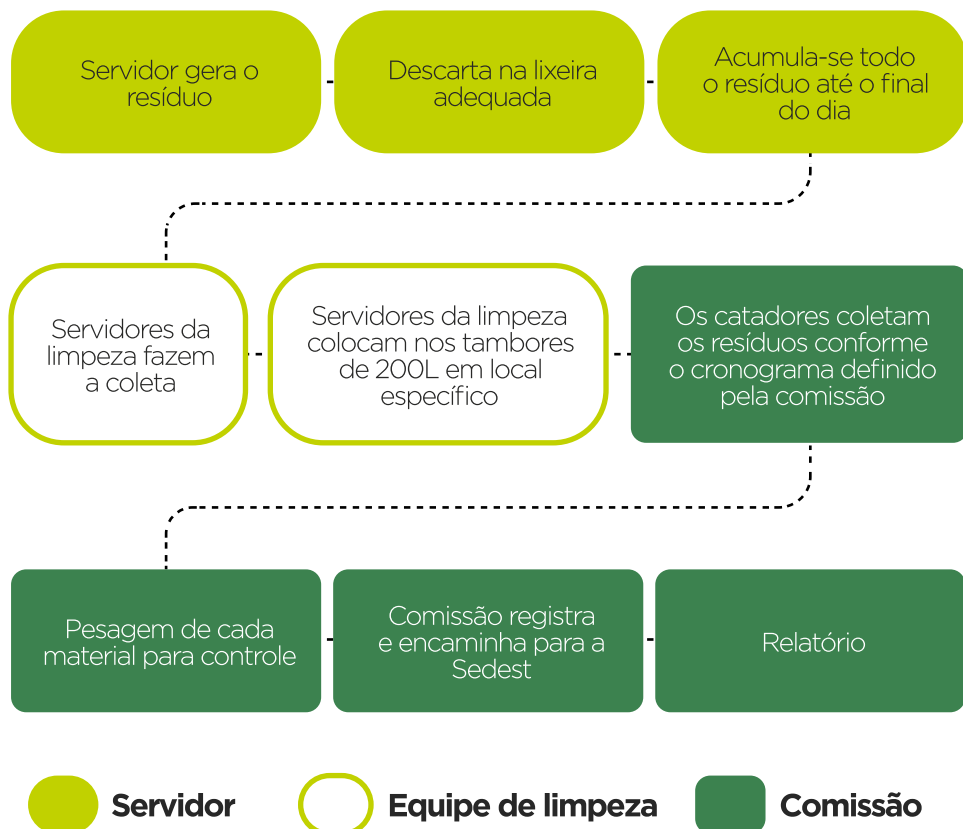 Servidor gera o
resíduo
Descarta na lixeira
adequada
Acumula-se todo
o resíduo até o final
do dia
Servidores da
limpeza fazem
a coleta
Servidores da limpeza
colocam nos tambores
de 200L em local
específico
Os catadores coletam
os resíduos conforme
o cronograma definido
pela comissão
Pesagem de cada
material para controle
Comissão registra
e encaminha para a
Sedest
Relatório
Servidor
Equipe de limpeza
Comissão